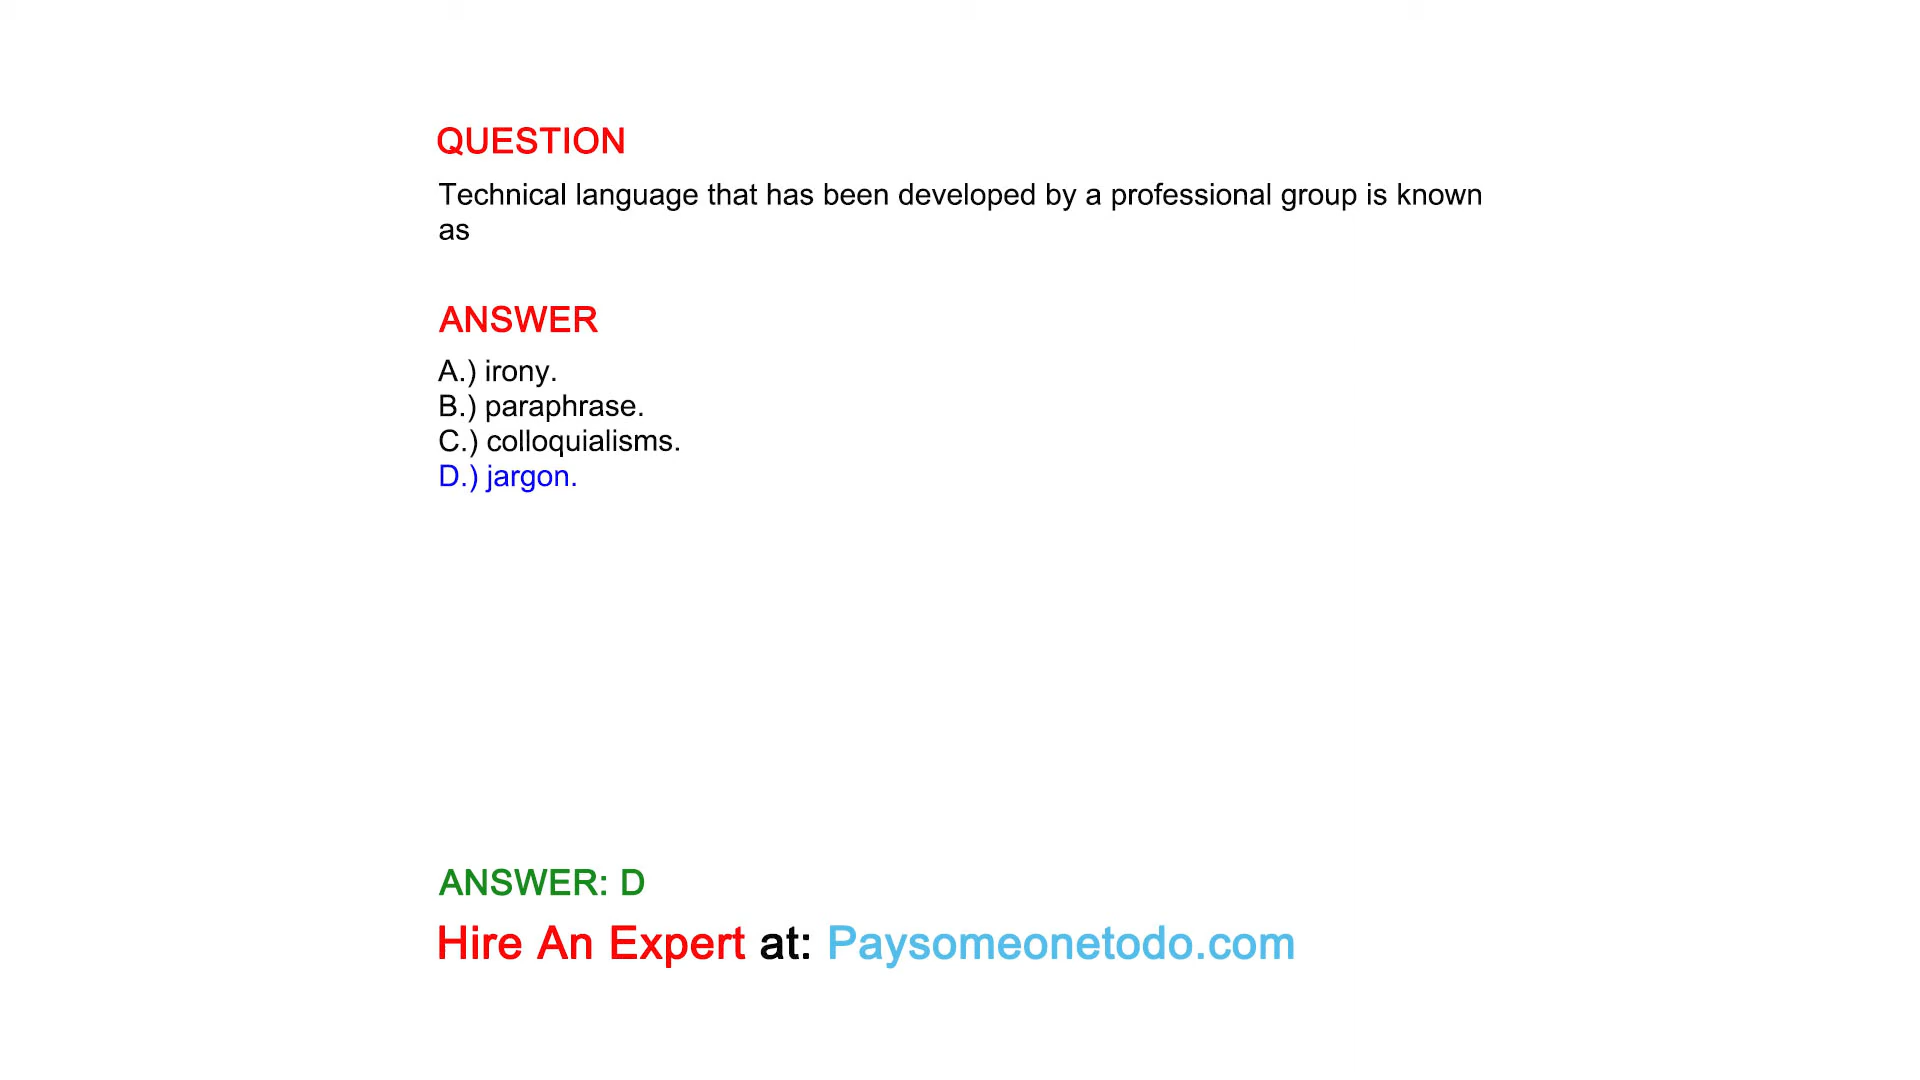 QUESTION
Technical language that has been developed by a professional group is known
as
ANSWER
A.) irony.
B.) paraphrase.
C.) colloquialisms.
D.) jargon.
ANSWER: D
Hire An Expert at: Paysomeonetodo.com